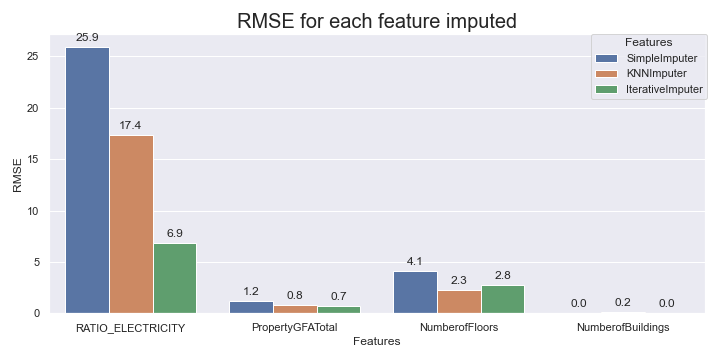 RMSE for each feature imputed
Features
SimpleImputer
KNNImputer
IterativeImputer
RMSE
25
20
15
10
5
0
25.9
17.4
6.9
1.2
0.8
0.7
4.1
2.3
2.8
0.0
0.2
0.0
RATIO_ELECTRICITY
PropertyGFATotal
NumberofFloors
NumberofBuildings
Features